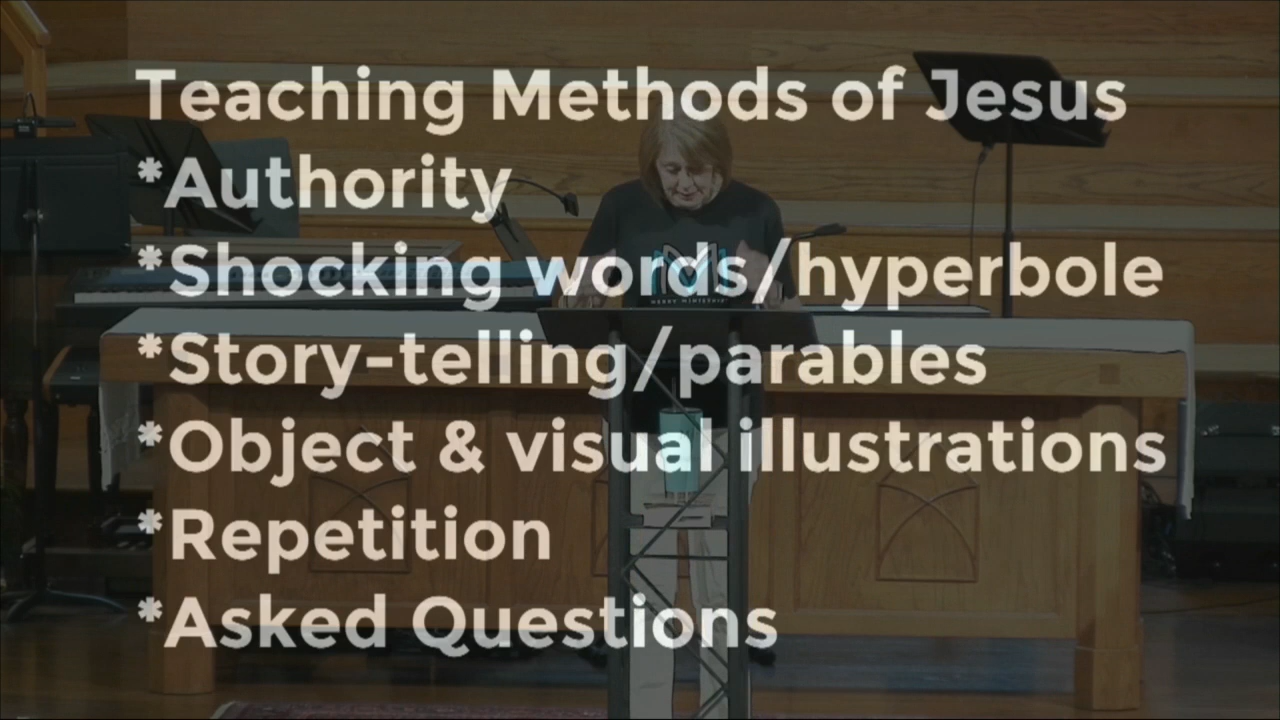 Teaching Methods of Jesus
*Authority
*Shocking words/hyperbole
*Story-telling/parables
*Object & visual illustrations
*Repetition
*Asked Questions